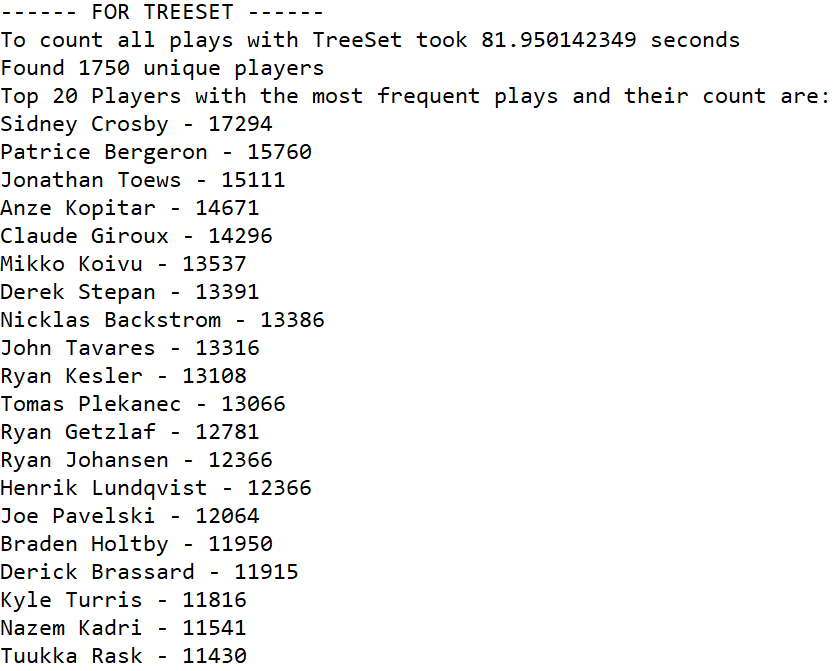 ------ FOR TREESET ------
To count all plays with TreeSet took 81.950142349 seconds
Found 1750 unique players
Top 20 Players with the most frequent plays and their count are:
Sidney Crosby - 17294
Patrice Bergeron - 15760
Jonathan Toews - 15111
Anze Kopitar - 14671
Claude Giroux - 14296
Mikko Koivu - 13537
Derek Stepan - 13391
Nicklas Backstrom - 13386
John Tavares - 13316
Ryan Kesler - 13108
Tomas Plekanec - 13066
Ryan Getzlaf - 12781
Ryan Johansen - 12366
Henrik Lundqvist - 12366
Joe Pavelski - 12064
Braden Holtby - 11950
Derick Brassard - 11915
Kyle Turris - 11816
Nazem Kadri - 11541
Tuukka Rask - 11430